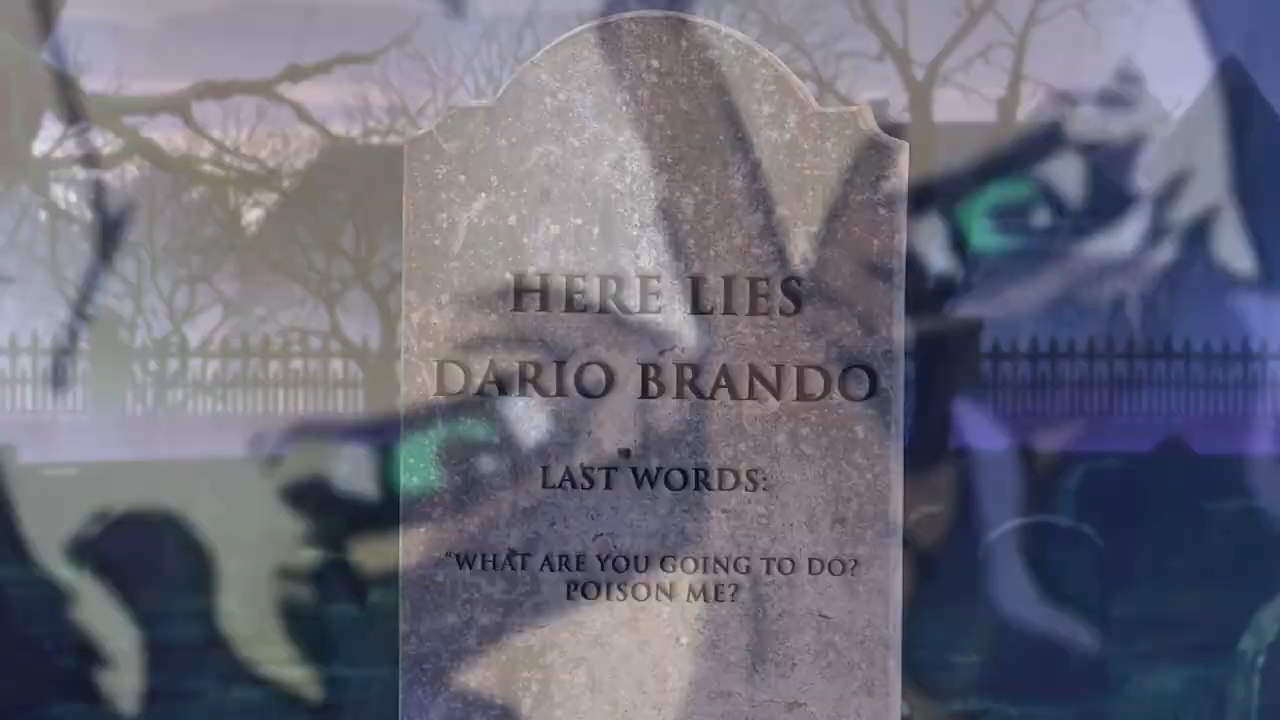 HERE LIES
DARIO BRANDO
LAST WORDS:
"WHAT ARE YOU GOING TO DO?
POISON ME?